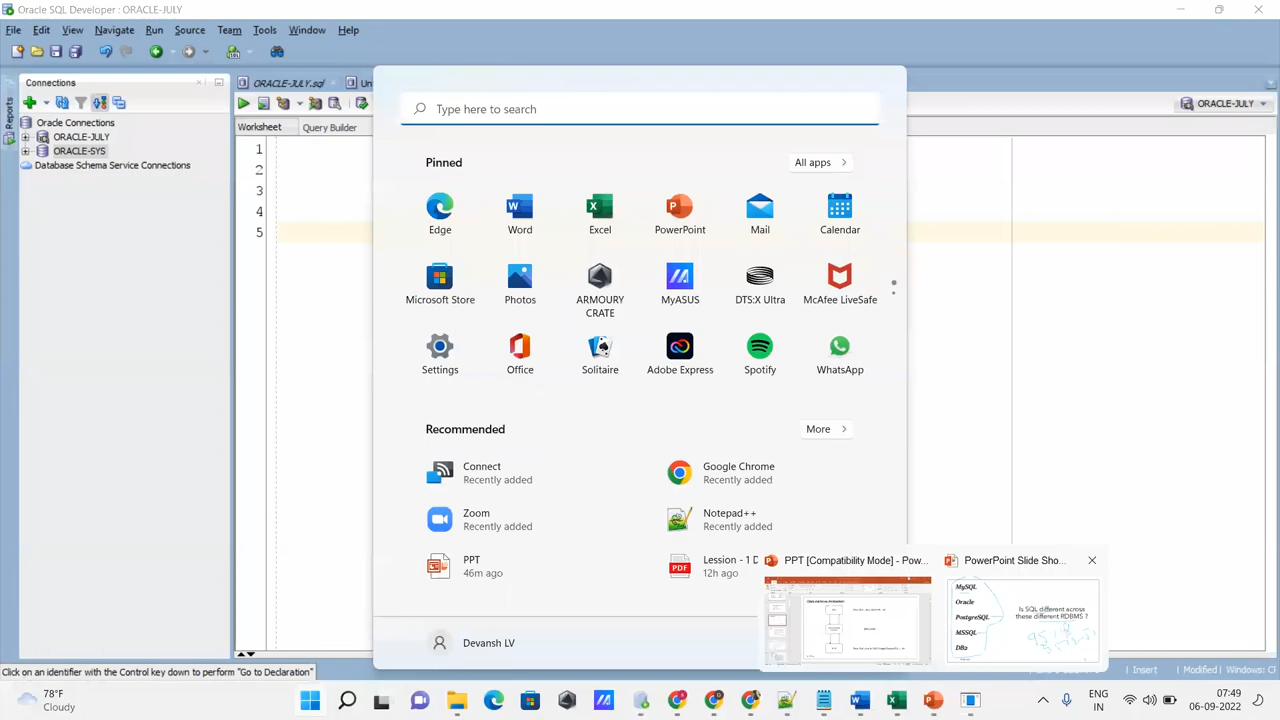 Oracle SQL Developer : ORACLE-JULY
File Edit View Navigate Run Source Team Tools Window Help
Connections
Oracle Connections
ORACLE-JULY
ORACLE-SYS
Database Schema Service Connections
Reports
ORACLE-JULY.sql
ORACLE-JULY
Worksheet Query Builder
1
2
3
4
5
Type here to search
Pinned
All apps
Edge Word Excel PowerPoint Mail Calendar
Microsoft Store Photos ARMOURY CRATE MyASUS DTS:X Ultra McAfee LiveSafe
Settings Office Solitaire Adobe Express Spotify WhatsApp
Recommended
More
Connect
Recently added
Google Chrome
Recently added
Zoom
Recently added
Notepad++
Recently added
PPT
46m ago
Lession - 1 D
12h ago
Devansh LV
PPT [Compatibility Mode] - Pow...
PowerPoint Slide Sho...
MySQL
Oracle
PostgreSQL
MSSQL
DB2
Is SQL different across
these different RDBMS ?
Click on an identifier with the Control key down to perform "Go to Declaration"
Insert
Modified
Windows: CF
78°F
Cloudy
ENG
IN
07:49
06-09-2022